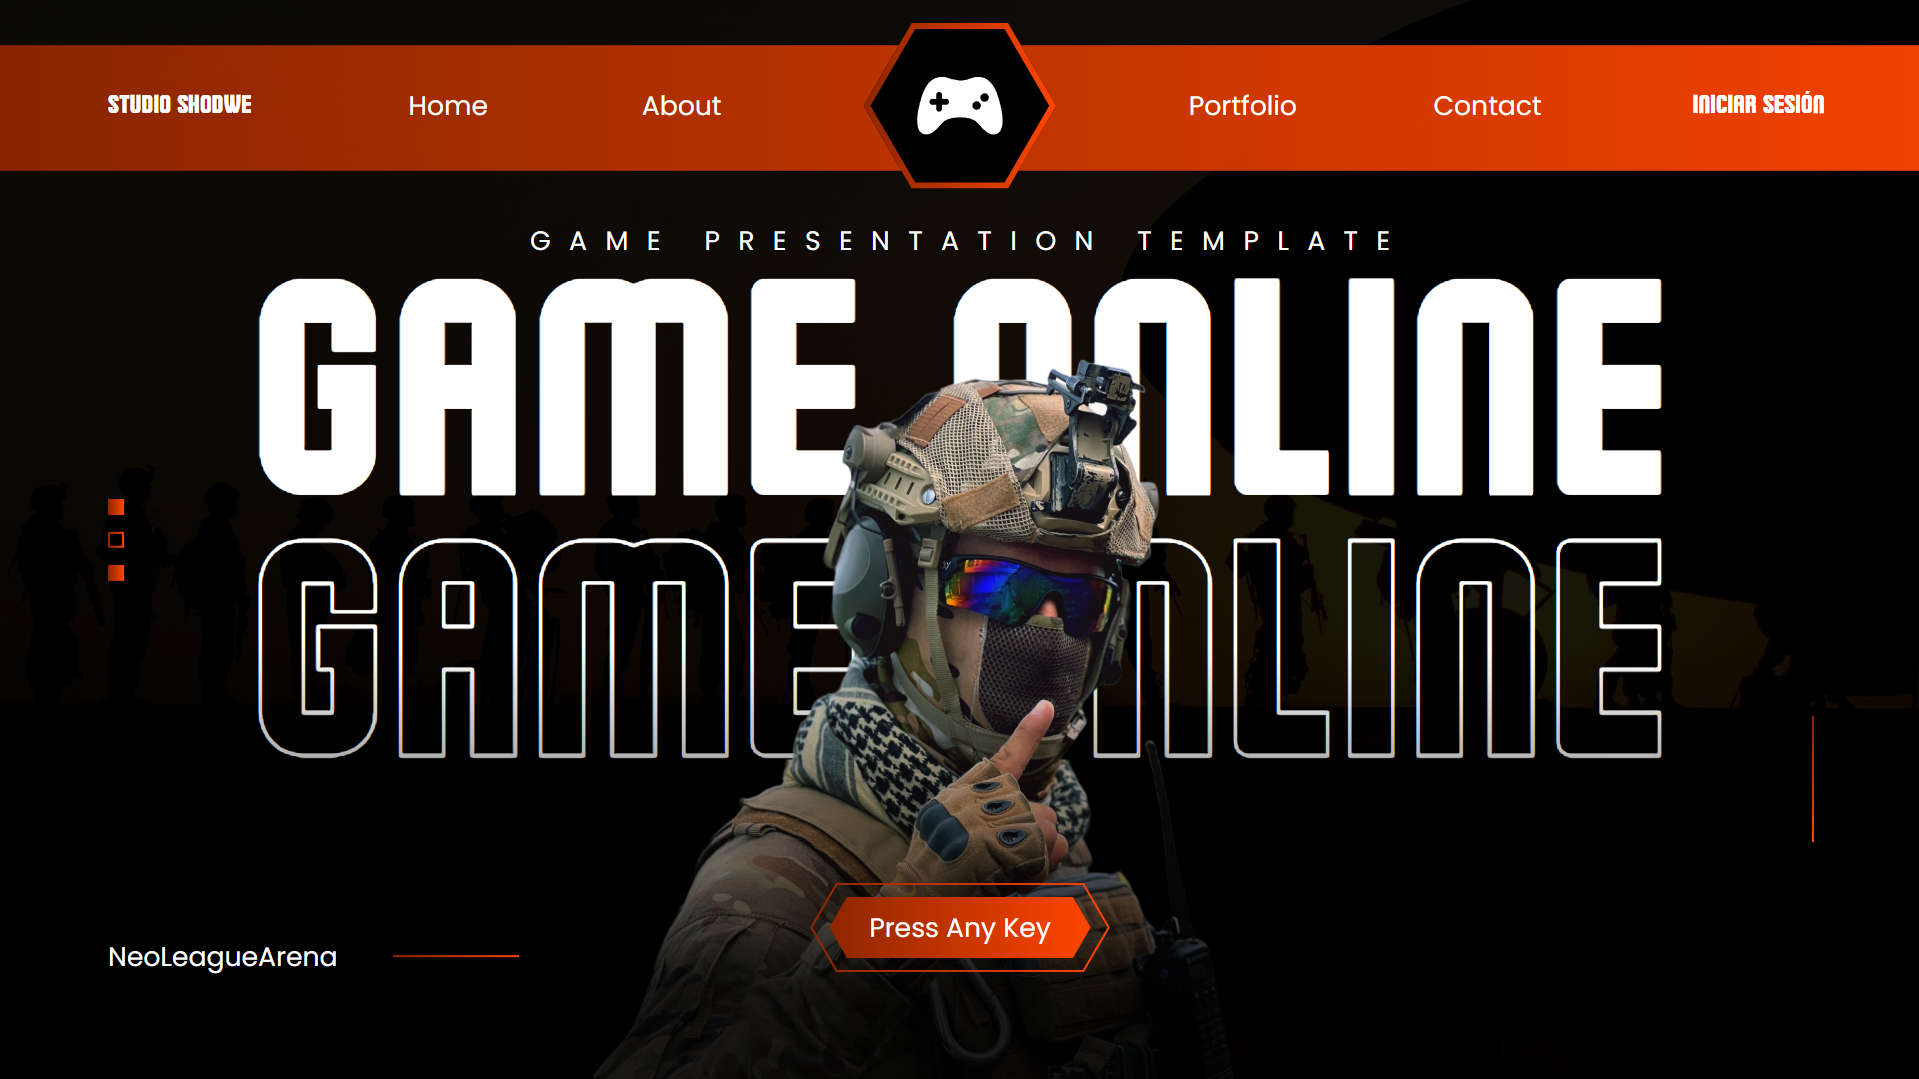 STUDIO SHODWE
Home
About
Portfolio
Contact
INICIAR SESIÓN
GAME PRESENTATION TEMPLATE
GAME ONLINE
GAME ONLINE
Press Any Key
NeoLeagueArena